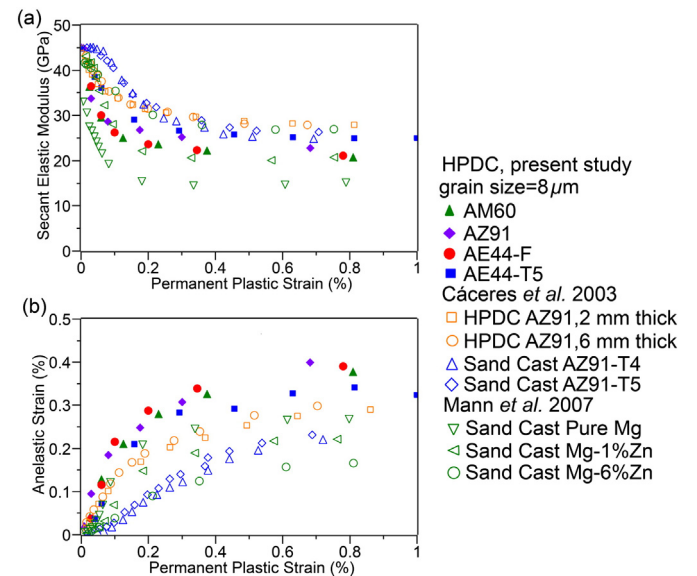 (a)
50
40
30
20
10
0
Secant Elastic Modulus (GPa)
0 0.2 0.4 0.6 0.8 1
Permanent Plastic Strain (%)
(b)
0.5
0.4
0.3
0.2
0.1
0
Anelastic Strain (%)
0 0.2 0.4 0.6 0.8 1
Permanent Plastic Strain (%)
HPDC, present study
grain size=8μm
AM60
AZ91
AE44-F
AE44-T5
Cáceres et al. 2003
HPDC AZ91,2 mm thick
HPDC AZ91,6 mm thick
Sand Cast AZ91-T4
Sand Cast AZ91-T5
Mann et al. 2007
Sand Cast Pure Mg
Sand Cast Mg-1%Zn
Sand Cast Mg-6%Zn